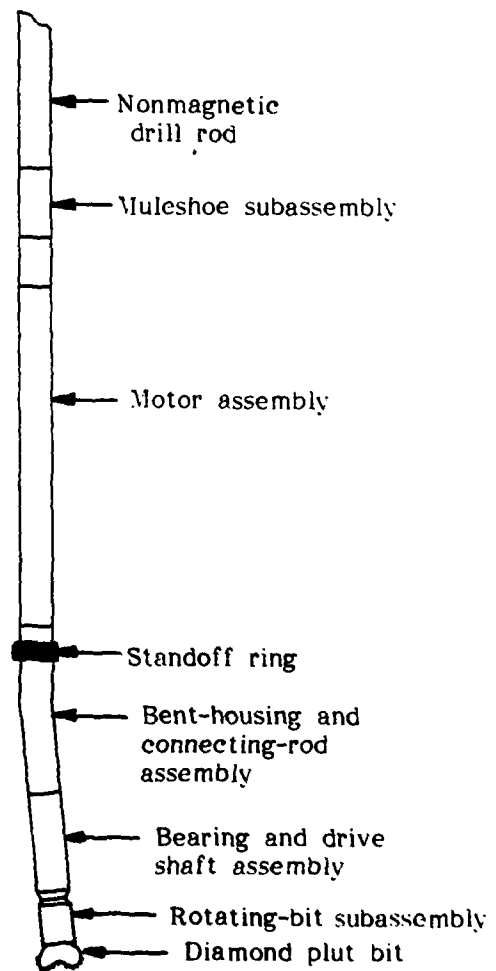 Nonmagnetic
drill rod
Muleshoe subassembly
Motor assembly
Standoff ring
Bent-housing and
connecting-rod
assembly
Bearing and drive
shaft assembly
Rotating-bit subassembly
Diamond plut bit